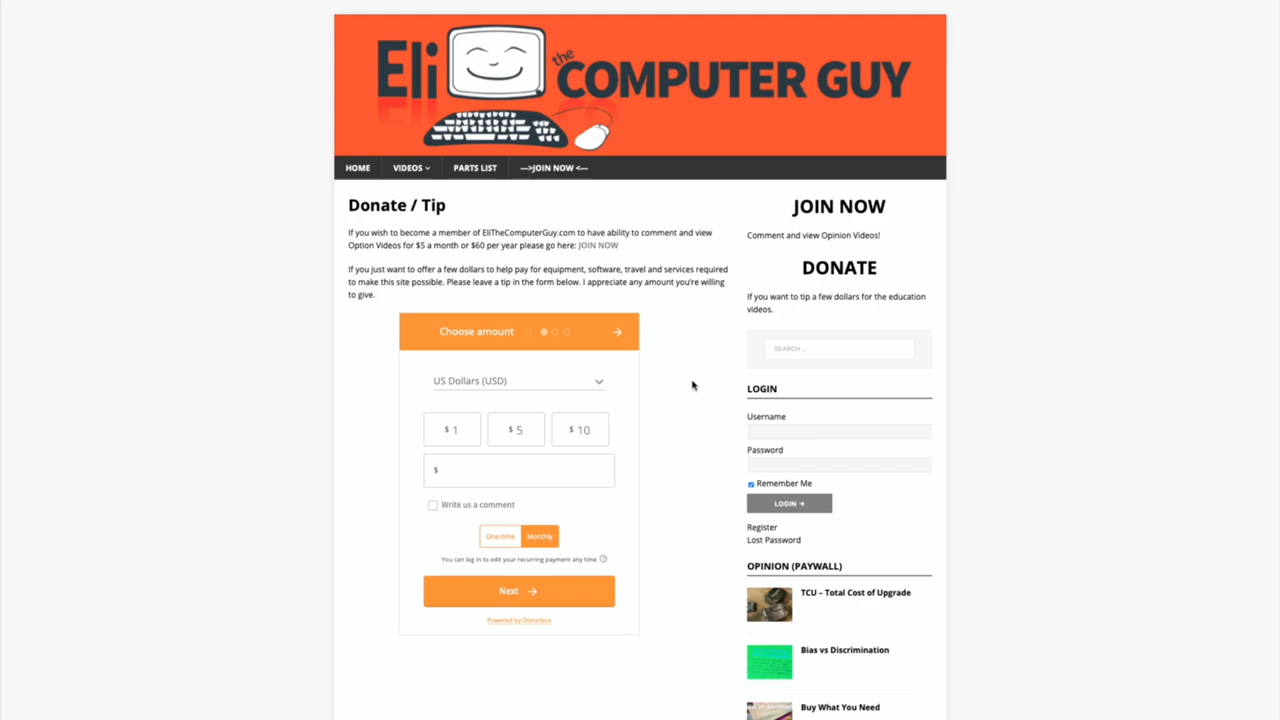 Eli the COMPUTER GUY
HOME
VIDEOS
PARTS LIST
--->JOIN NOW <---
Donate / Tip
If you wish to become a member of EliTheComputerGuy.com to have ability to comment and view
Option Videos for $5 a month or $60 per year please go here: JOIN NOW
If you just want to offer a few dollars to help pay for equipment, software, travel and services required
to make this site possible. Please leave a tip in the form below. I appreciate any amount you're willing
to give.
Choose amount
US Dollars (USD)
$ 1
$ 5
$ 10
$
Write us a comment
One-time
Monthly
You can log in to edit your recurring payment any time ?
Next
Powered by Donorbox
JOIN NOW
Comment and view Opinion Videos!
DONATE
If you want to tip a few dollars for the education
videos.
SEARCH ...
LOGIN
Username
Password
Remember Me
LOGIN →
Register
Lost Password
OPINION (PAYWALL)
TCU – Total Cost of Upgrade
Bias vs Discrimination
Buy What You Need